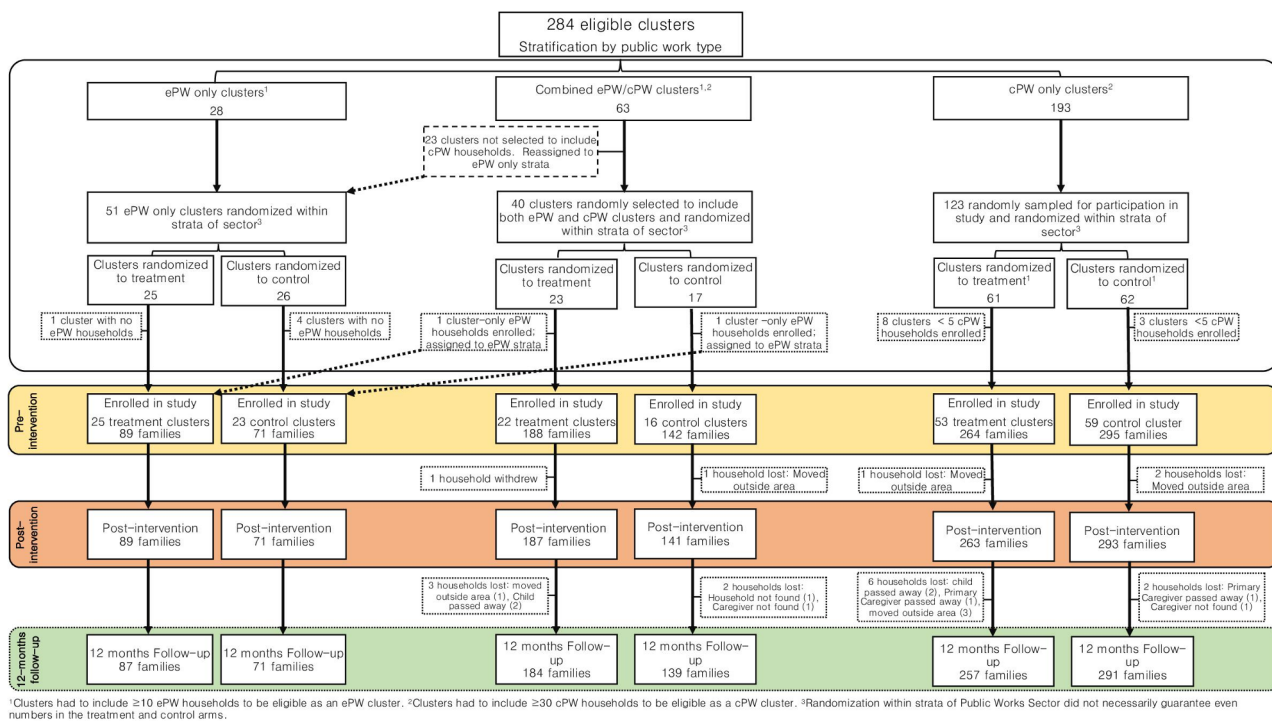 284 eligible clusters
Stratification by public work type
ePW only clusters¹
28
Combined ePW/cPW clusters¹,²
63
cPW only clusters²
193
23 clusters not selected to include
cPW households. Reassigned to
ePW only strata
51 ePW only clusters randomized within
strata of sector³
40 clusters randomly selected to include
both ePW and cPW clusters and randomized
within strata of sector³
123 randomly sampled for participation in
study and randomized within strata of
sector³
Clusters randomized
to treatment
25
Clusters randomized
to control
26
Clusters randomized
to treatment
23
Clusters randomized
to control
17
Clusters randomized
to treatment¹
61
Clusters randomized
to control¹
62
1 cluster with no
ePW households
4 clusters with no
ePW households
1 cluster-only ePW
households enrolled;
assigned to ePW strata
1 cluster -only ePW
households enrolled;
assigned to ePW strata
8 clusters < 5 cPW
households enrolled
3 clusters <5 cPW
households enrolled
Pre-
intervention
Enrolled in study
25 treatment clusters
89 families
Enrolled in study
23 control clusters
71 families
Enrolled in study
22 treatment clusters
188 families
Enrolled in study
16 control clusters
142 families
Enrolled in study
53 treatment clusters
264 families
Enrolled in study
59 control cluster
295 families
1 household withdrew
1 household lost: Moved
outside area
1 household lost: Moved
outside area
2 households lost:
Moved outside area
Post-
intervention
Post-intervention
89 families
Post-intervention
71 families
Post-intervention
187 families
Post-intervention
141 families
Post-intervention
263 families
Post-intervention
293 families
3 households lost: moved
outside area (1), Child
passed away (2)
2 households lost:
Household not found (1),
Caregiver not found (1)
6 households lost: child
passed away (2), Primary
Caregiver passed away (1),
moved outside area (3)
2 households lost: Primary
Caregiver passed away (1),
Caregiver not found (1)
12-months
follow-up
12 months Follow-up
87 families
12 months Follow-up
71 families
12 months Follow-
up
184 families
12 months Follow-
up
139 families
12 months Follow-
up
257 families
12 months Follow-
up
291 families
¹Clusters had to include ≥10 ePW households to be eligible as an ePW cluster. ²Clusters had to include ≥30 cPW households to be eligible as a cPW cluster. ³Randomization within strata of Public Works Sector did not necessarily guarantee even
numbers in the treatment and control arms.